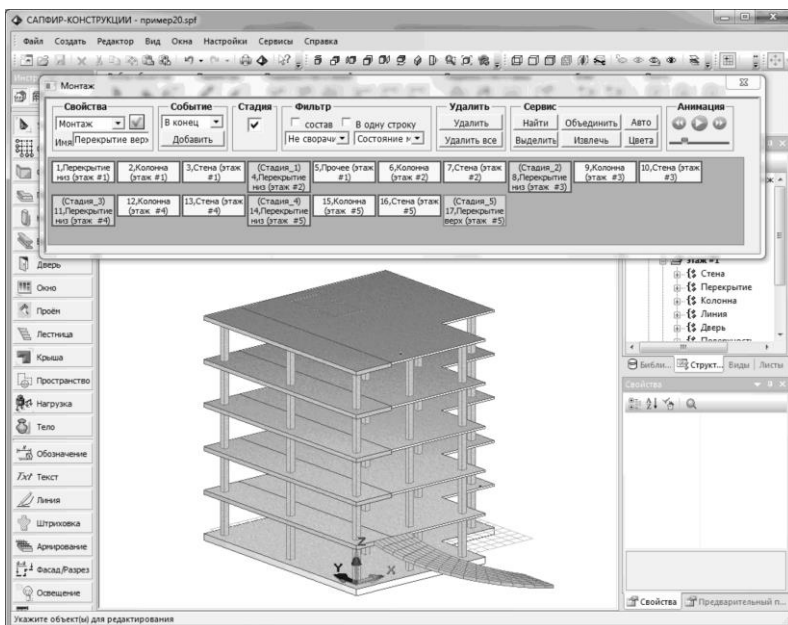 САПФИР-КОНСТРУКЦИИ - пример20.spf
Файл Создать Редактор Вид Окна Настройки Сервисы Справка
Монтаж
Свойства Событие Стадия Фильтр Удалить Сервис Анимация
Монтаж В конец состав В одну строку Удалить Найти Объединить Авто
Имя Перекрытие верх Добавить Не сворачи Состояние Удалить все Выделить Извлечь Цвета
1,Перекрытие низ (этаж #1)
2,Колонна (этаж #1)
3,Стена (этаж #1)
(Стадия_1) 4,Перекрытие низ (этаж #2)
5,Прочее (этаж #1)
6,Колонна (этаж #2)
7,Стена (этаж #2)
(Стадия_2) 8,Перекрытие низ (этаж #3)
9,Колонна (этаж #3)
10,Стена (этаж #3)
(Стадия_3) 11,Перекрытие низ (этаж #4)
12,Колонна (этаж #4)
13,Стена (этаж #4)
(Стадия_4) 14,Перекрытие низ (этаж #5)
15,Колонна (этаж #5)
16,Стена (этаж #5)
(Стадия_5) 17,Перекрытие верх (этаж #5)
Дверь
Окно
Проём
Лестница
Крыша
Пространство
Нагрузка
Тело
Обозначение
Txt Текст
Линия
Штриховка
Армирование
Фасад/Разрез
Освещение
Z
Y X
Этаж #1
Стена
Перекрытие
Колонна
Линия
Дверь
Поверхность
Библи... Структ... Виды Листы
Свойства
Свойства Предварительный п...
Укажите объект(ы) для редактирования